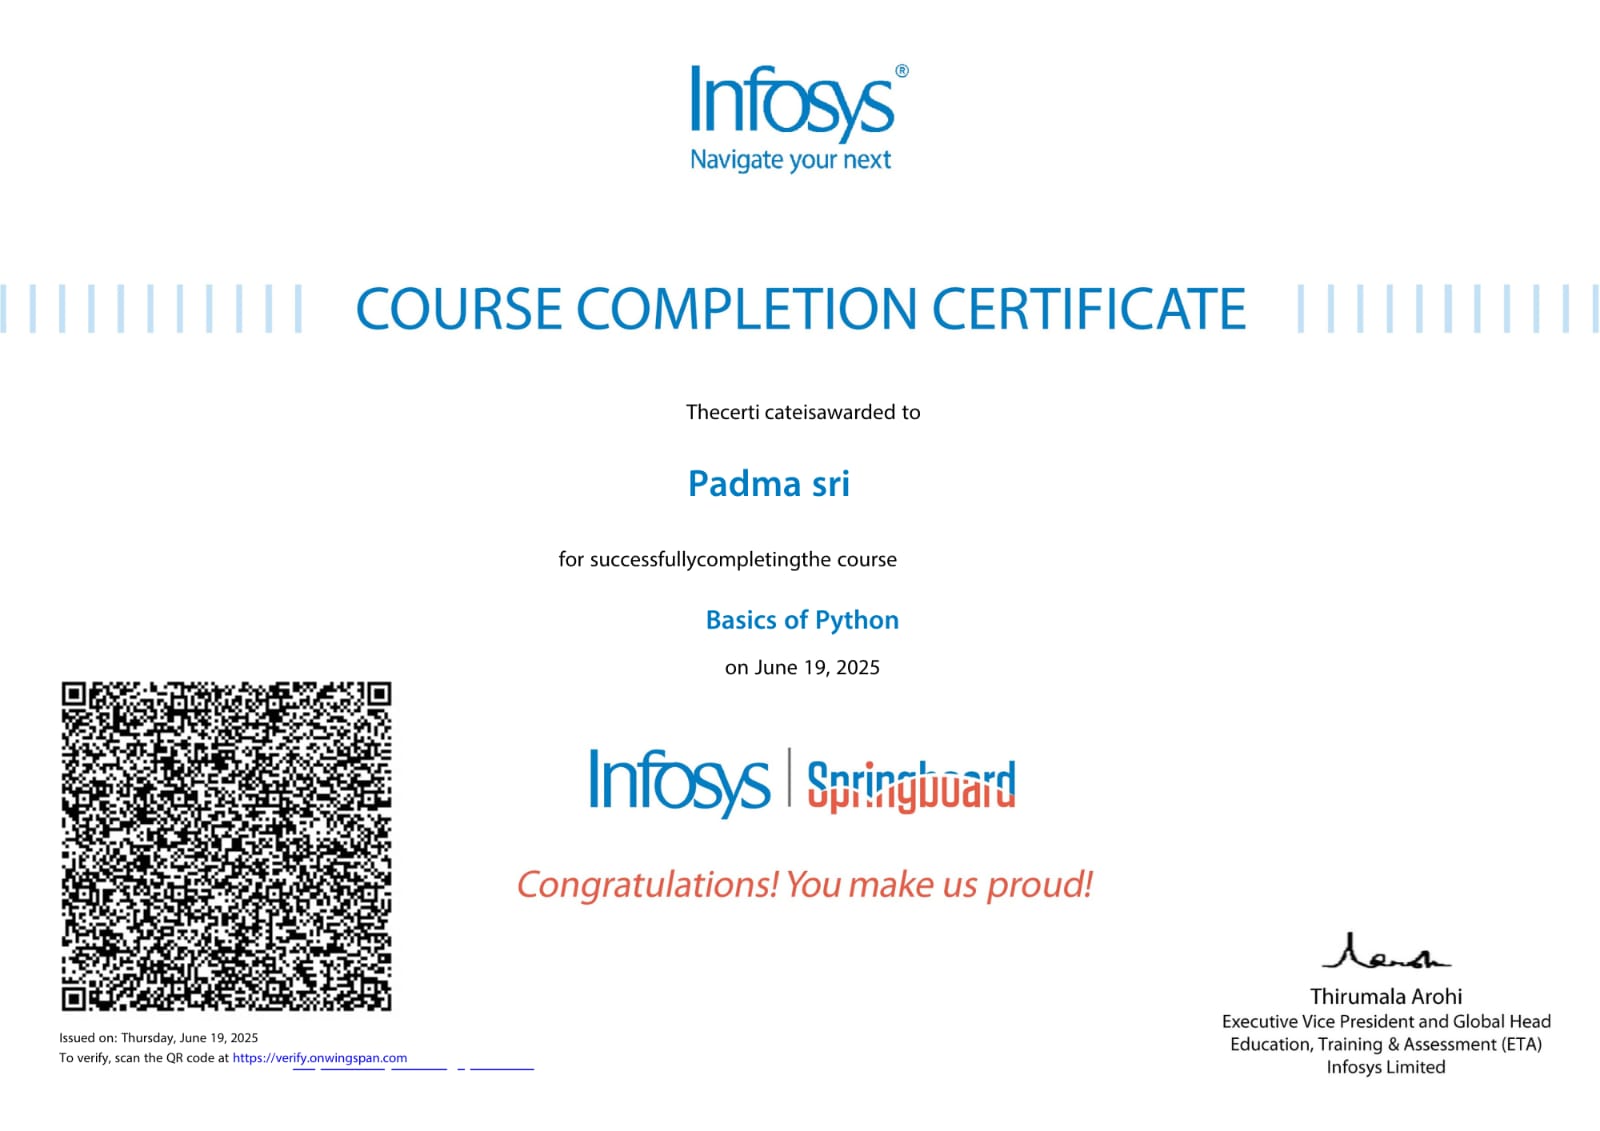 Infosys®
Navigate your next
COURSE COMPLETION CERTIFICATE
Thecerti cateisawarded to
Padma sri
for successfullycompletingthe course
Basics of Python
on June 19, 2025
Infosys | Springboard
Congratulations! You make us proud!
Issued on: Thursday, June 19, 2025
To verify, scan the QR code at https://verify.onwingspan.com
Thirumala Arohi
Executive Vice President and Global Head
Education, Training & Assessment (ETA)
Infosys Limited